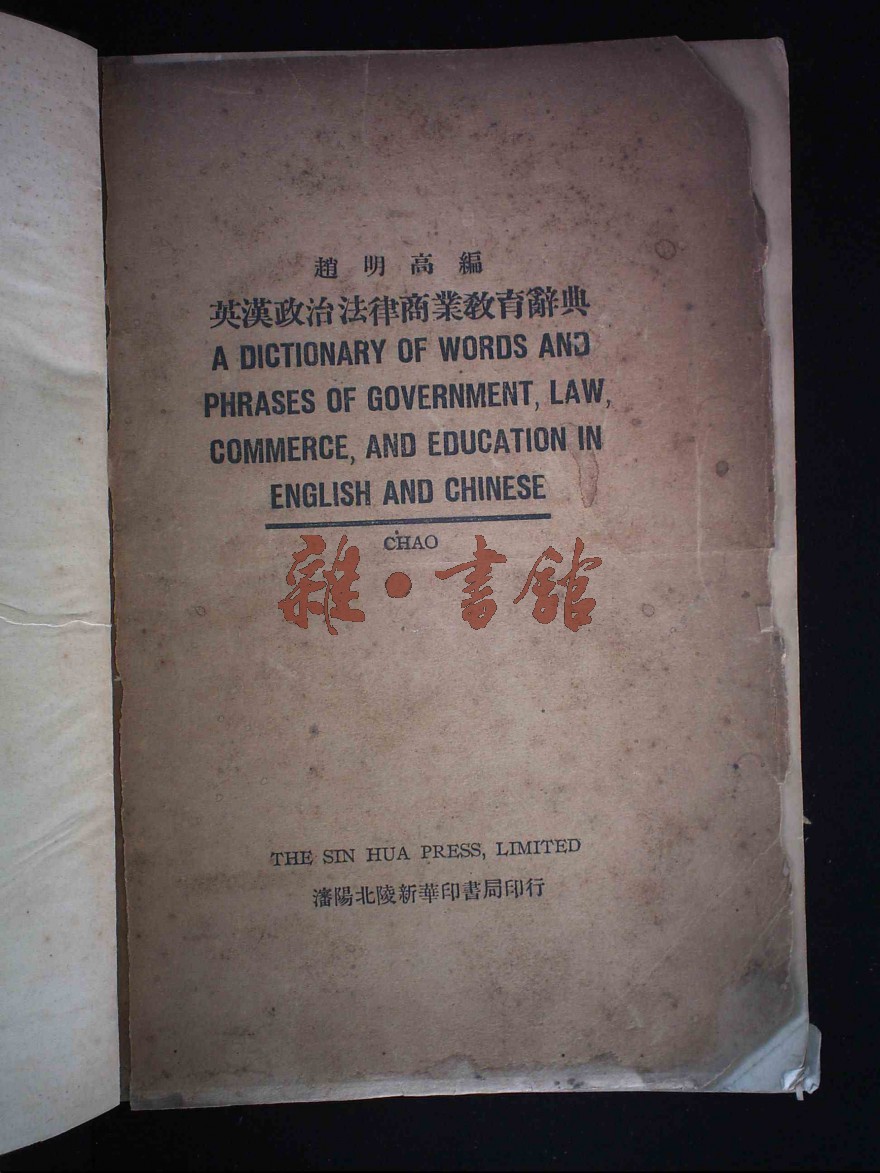 趙明高編
英漢政治法律商業教育辭典
A DICTIONARY OF WORDS AND
PHRASES OF GOVERNMENT, LAW,
COMMERCE, AND EDUCATION IN
ENGLISH AND CHINESE
CHAO
雜·書館
THE SIN HUA PRESS, LIMITED
瀋陽北陵新華印書局印行